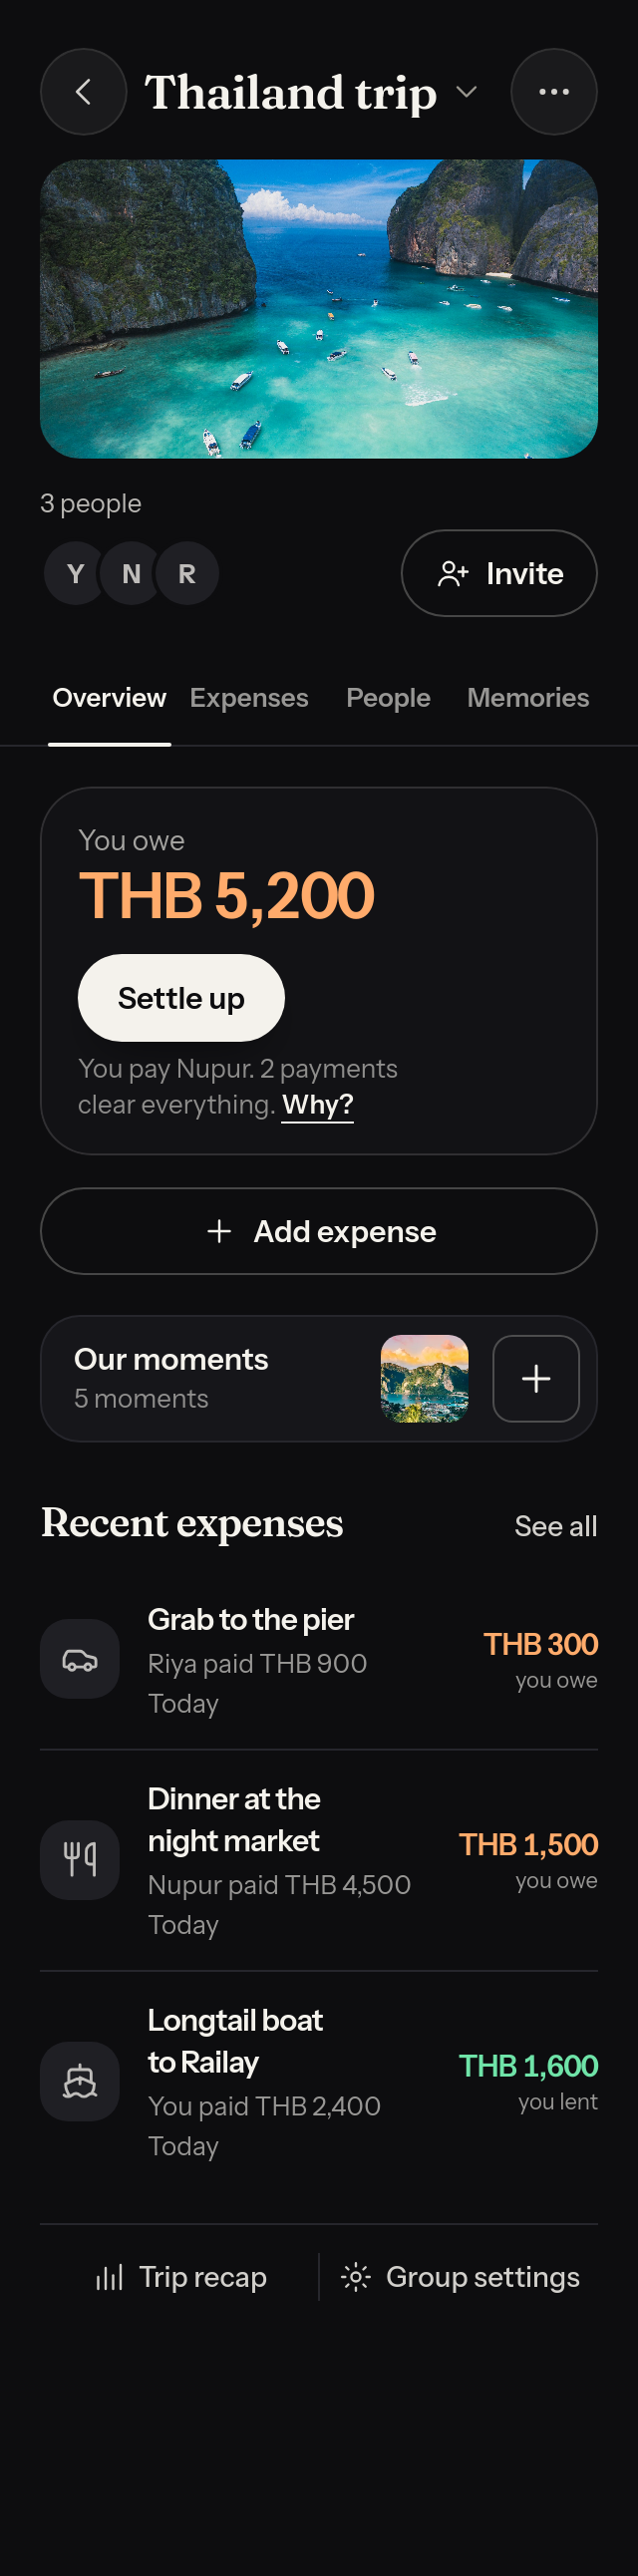 Thailand trip
3 people
Y N R
Invite
Overview Expenses People Memories
You owe
THB 5,200
Settle up
You pay Nupur. 2 payments
clear everything. Why?
Add expense
Our moments
5 moments
Recent expenses See all
Grab to the pier
Riya paid THB 900
Today
THB 300
you owe
Dinner at the
night market
Nupur paid THB 4,500
Today
THB 1,500
you owe
Longtail boat
to Railay
You paid THB 2,400
Today
THB 1,600
you lent
Trip recap Group settings